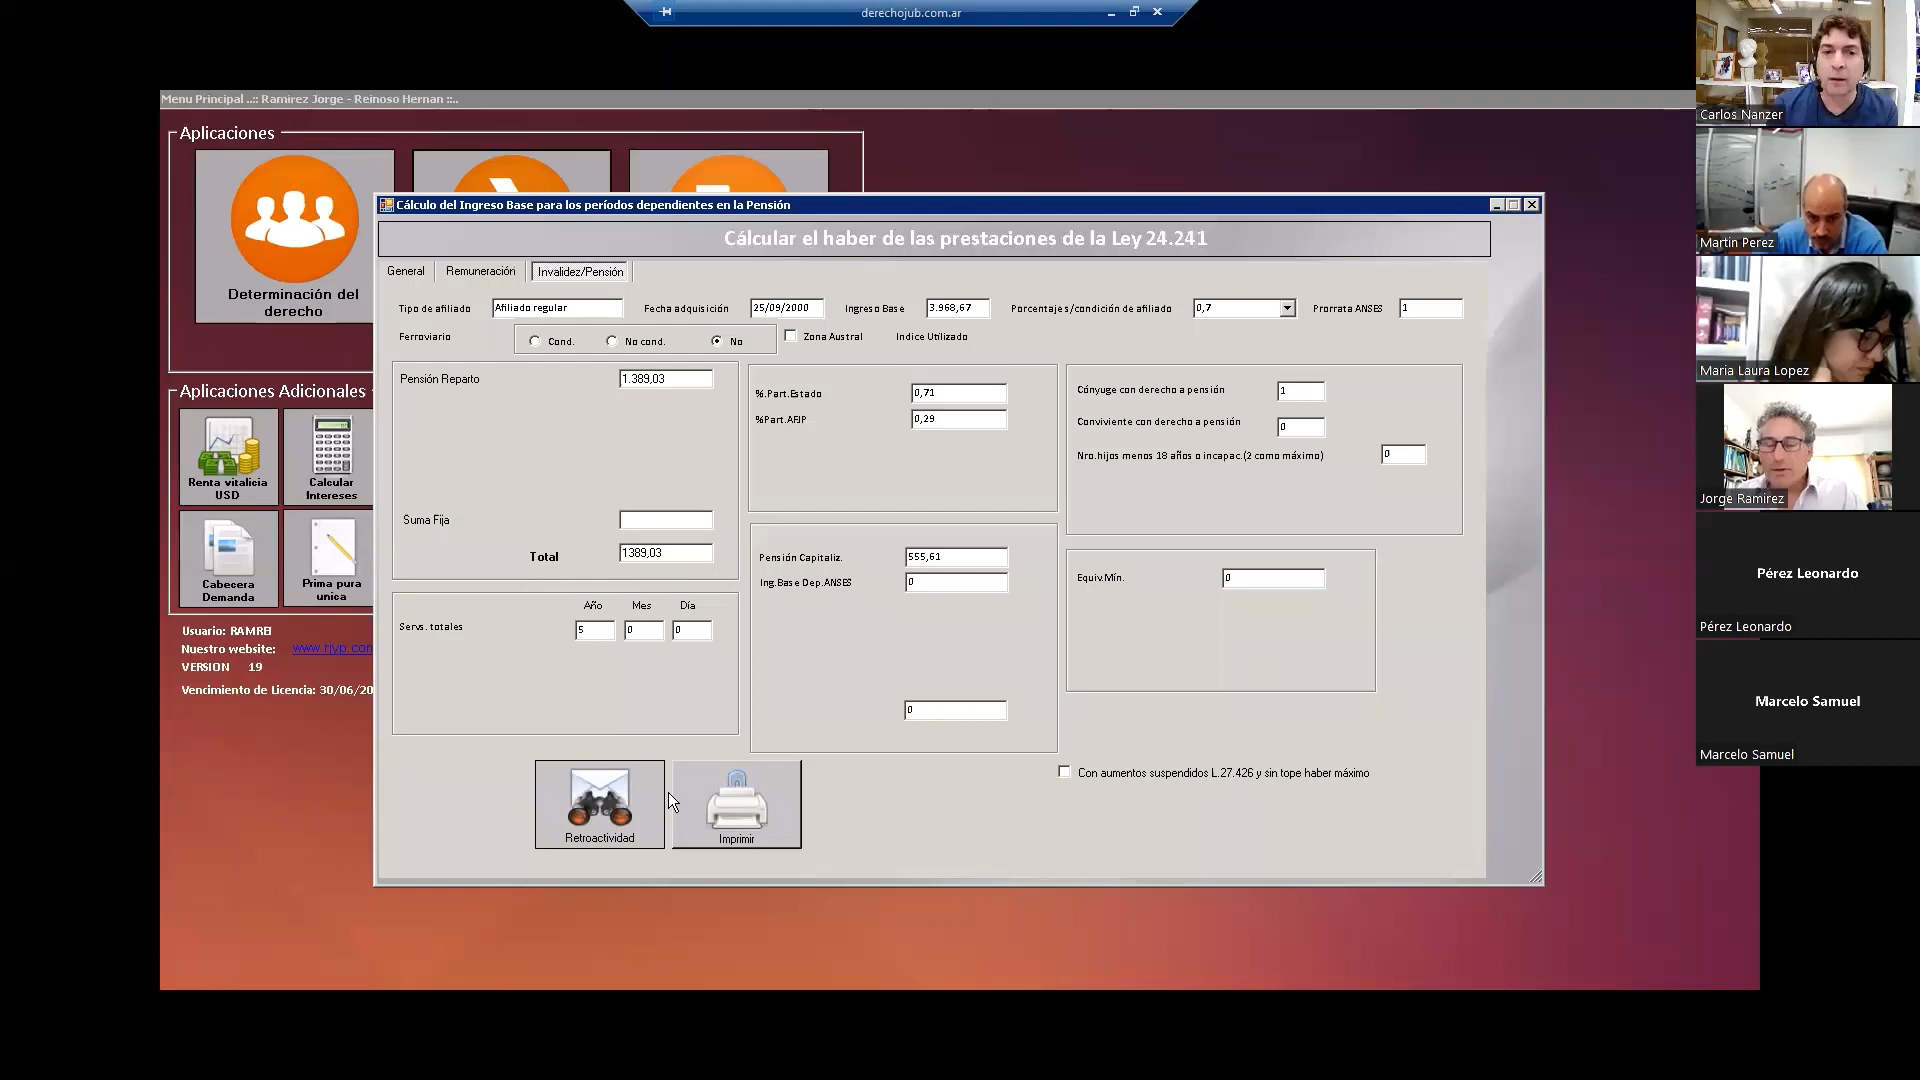 derechojub.com.ar
Menu Principal ..:: Ramirez Jorge - Reinoso Hernan ::..
Aplicaciones
Determinación del
derecho
Aplicaciones Adicionales
Renta vitalicia
USD
Calcular
Intereses
Cabecera
Demanda
Prima pura
unica
Usuario: RAMREI
Nuestro website: www.rjyp.com
VERSION 19
Vencimiento de Licencia: 30/06/20
Cálculo del Ingreso Base para los períodos dependientes en la Pensión
Cálcular el haber de las prestaciones de la Ley 24.241
General Remuneración Invalidez/Pensión
Tipo de afiliado Afiliado regular Fecha adquisición 25/09/2000 Ingreso Base 3.968,67 Porcentajes/condición de afiliado 0,7 Prorrata ANSES 1
Ferroviario Cond. No cond. No Zona Austral Indice Utilizado
Pensión Reparto 1.389,03
Suma Fija
Total 1389,03
Año Mes Día
Servs. totales 5 0 0
%.Part.Estado 0,71
%Part.AFJP 0,29
Pensión Capitaliz. 555,61
Ing.Base Dep.ANSES 0
0
Cónyuge con derecho a pensión 1
Conviviente con derecho a pensión 0
Nro.hijos menos 18 años o incapac.(2 como máximo) 0
Equiv.Mín. 0
Con aumentos suspendidos L.27.426 y sin tope haber máximo
Retroactividad
Imprimir
Carlos Nanzer
Martin Perez
Maria Laura Lopez
Jorge Ramirez
Pérez Leonardo
Pérez Leonardo
Marcelo Samuel
Marcelo Samuel